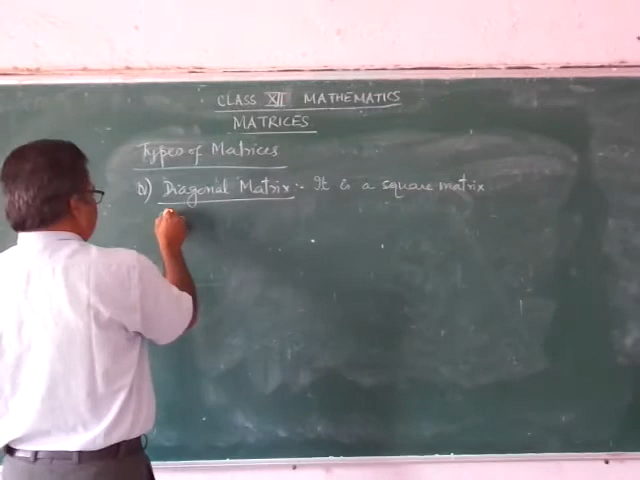 CLASS XII MATHEMATICS
MATRICES
Types of Matrices
a) Diagonal Matrix :- It is a square matrix